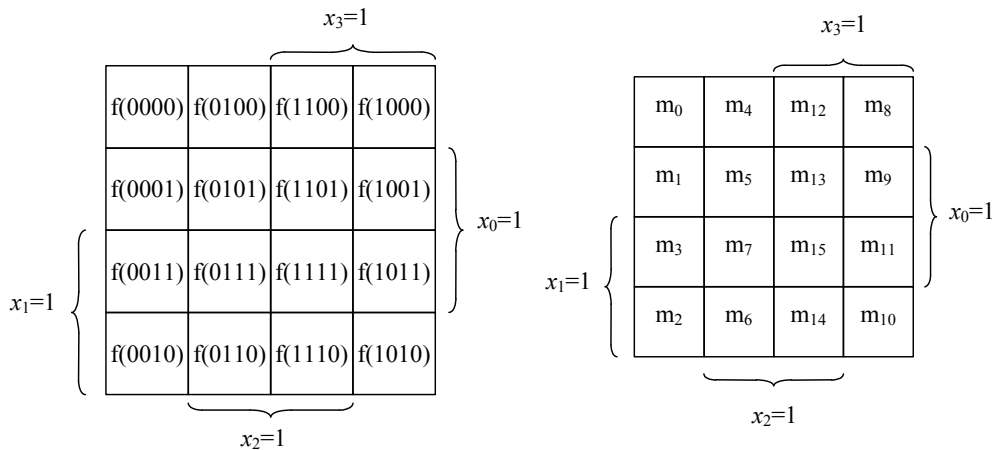 x₃=1 x₃=1
f(0000) f(0100) f(1100) f(1000) m₀ m₄ m₁₂ m₈
f(0001) f(0101) f(1101) f(1001) m₁ m₅ m₁₃ m₉
x₀=1 x₀=1
f(0011) f(0111) f(1111) f(1011) m₃ m₇ m₁₅ m₁₁
x₁=1 x₁=1
f(0010) f(0110) f(1110) f(1010) m₂ m₆ m₁₄ m₁₀
x₂=1 x₂=1